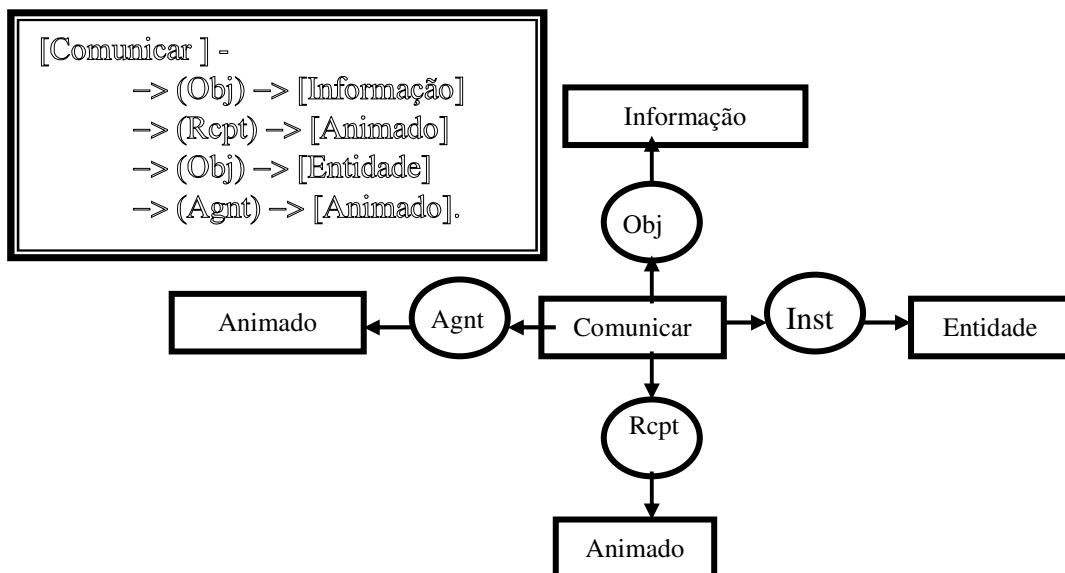 [Comunicar ] -
–> (Obj) –> [Informação]
–> (Rcpt) –> [Animado]
–> (Obj) –> [Entidade]
–> (Agnt) –> [Animado].
Informação
Obj
Animado
Agnt
Comunicar
Inst
Entidade
Rcpt
Animado